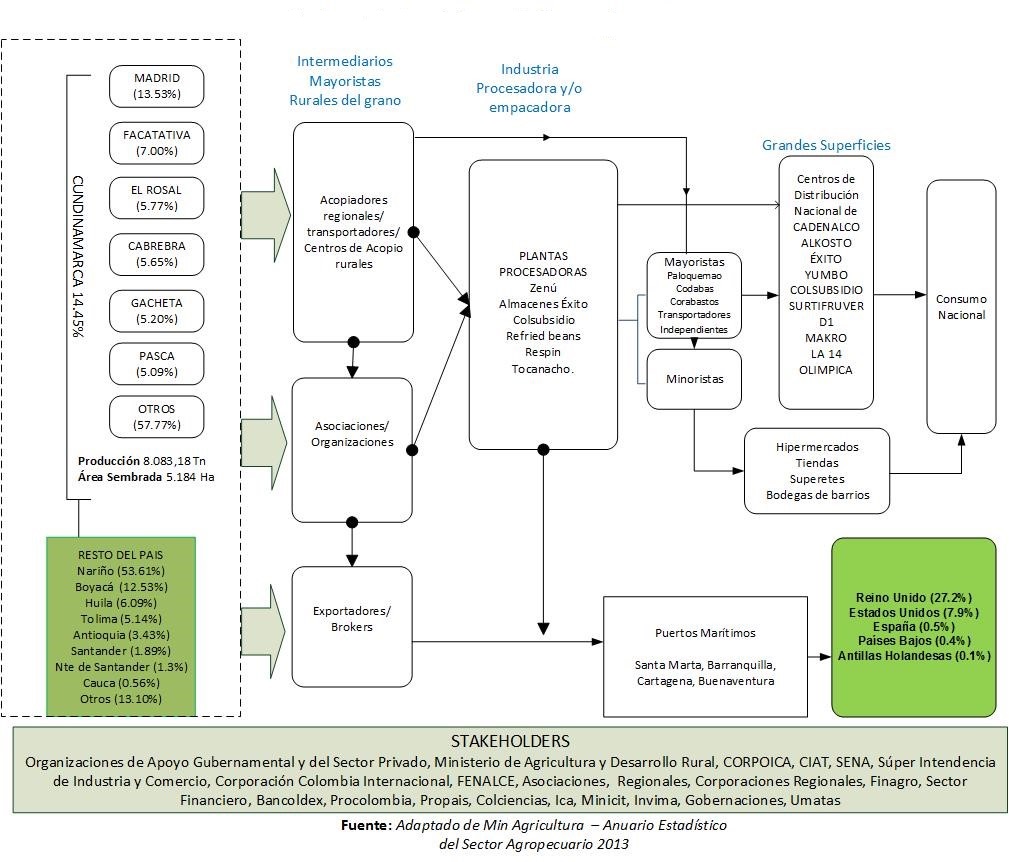 Intermediarios
Mayoristas
Rurales del grano
Industria
Procesadora y/o
empacadora
Grandes Superficies
CUNDINAMARCA 14.45%
MADRID
(13.53%)
FACATATIVA
(7.00%)
EL ROSAL
(5.77%)
CABREBRA
(5.65%)
GACHETA
(5.20%)
PASCA
(5.09%)
OTROS
(57.77%)
Producción 8.083,18 Tn
Área Sembrada 5.184 Ha
RESTO DEL PAIS
Nariño (53.61%)
Boyacá (12.53%)
Huila (6.09%)
Tolima (5.14%)
Antioquia (3.43%)
Santander (1.89%)
Nte de Santander (1.3%)
Cauca (0.56%)
Otros (13.10%)
Acopiadores
regionales/
transportadores/
Centros de Acopio
rurales
Asociaciones/
Organizaciones
Exportadores/
Brokers
PLANTAS
PROCESADORAS
Zenú
Almacenes Éxito
Colsubsidio
Refried beans
Respin
Tocanacho.
Mayoristas
Paloquemao
Codabas
Corabastos
Transportadores
Independientes
Minoristas
Centros de
Distribución
Nacional de
CADENALCO
ALKOSTO
ÉXITO
YUMBO
COLSUBSIDIO
SURTIFRUVER
D1
MAKRO
LA 14
OLIMPICA
Consumo
Nacional
Hipermercados
Tiendas
Superetes
Bodegas de barrios
Puertos Marítimos
Santa Marta, Barranquilla,
Cartagena, Buenaventura
Reino Unido (27.2%)
Estados Unidos (7.9%)
España (0.5%)
Países Bajos (0.4%)
Antillas Holandesas (0.1%)
STAKEHOLDERS
Organizaciones de Apoyo Gubernamental y del Sector Privado, Ministerio de Agricultura y Desarrollo Rural, CORPOICA, CIAT, SENA, Súper Intendencia
de Industria y Comercio, Corporación Colombia Internacional, FENALCE, Asociaciones, Regionales, Corporaciones Regionales, Finagro, Sector
Financiero, Bancoldex, Procolombia, Propais, Colciencias, Ica, Minicit, Invima, Gobernaciones, Umatas
Fuente: Adaptado de Min Agricultura – Anuario Estadístico
del Sector Agropecuario 2013